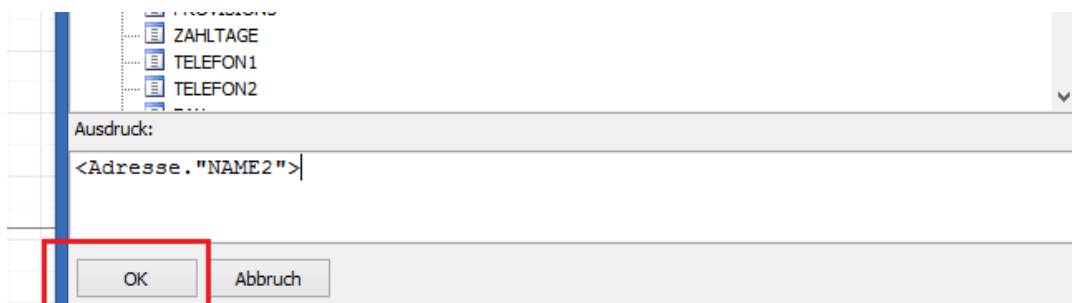 ZAHLTAGE
TELEFON1
TELEFON2
Ausdruck:
<Adresse."NAME2">
OK
Abbruch